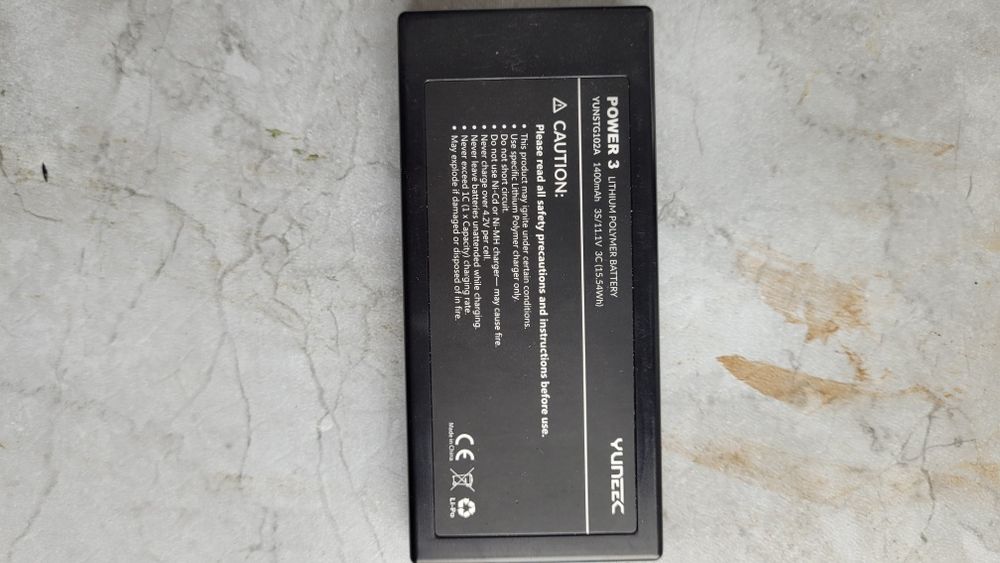 POWER 3 LITHIUM POLYMER BATTERY
YUNSTG102A 1400mAh 3S/11.1V 3C (15.54Wh)
YUNEEC
CAUTION:
Please read all safety precautions and instructions before use.
• This product may ignite under certain conditions.
• Use specific Lithium Polymer charger only.
• Do not short circuit.
• Do not use Ni-Cd or Ni-MH charger— may cause fire.
• Never charge over 4.2V per cell.
• Never leave batteries unattended while charging.
• Never exceed 1C (1 x Capacity) charging rate.
• May explode if damaged or disposed of in fire.
CE
Li-Po
Made in China